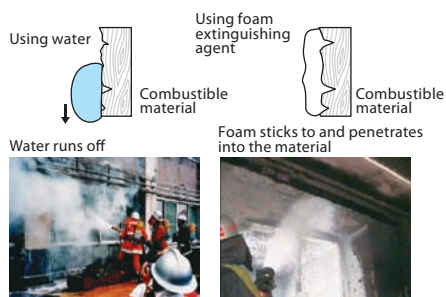 Using water
Combustible
material
Water runs off
Using foam
extinguishing
agent
Combustible
material
Foam sticks to and penetrates
into the material